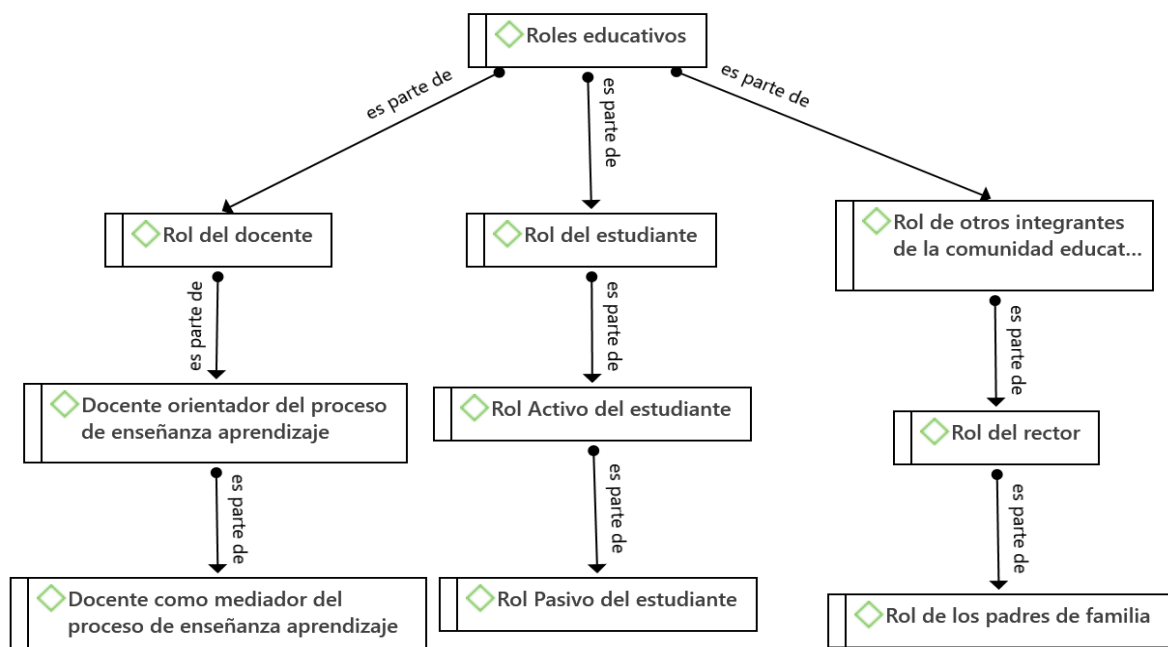 Roles educativos
es parte de
es parte de
es parte de
Rol del docente
Rol del estudiante
Rol de otros integrantes
de la comunidad educat...
es parte de
es parte de
es parte de
Docente orientador del proceso
de enseñanza aprendizaje
Rol Activo del estudiante
Rol del rector
es parte de
es parte de
es parte de
Docente como mediador del
proceso de enseñanza aprendizaje
Rol Pasivo del estudiante
Rol de los padres de familia